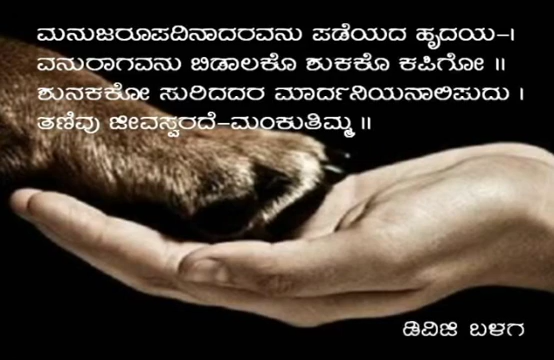 ಮನುಜರೂಪದಿನಾದರವನು ಪಡೆಯದ ಹೃದಯ-।
ವನುರಾಗವನು ಬಿಡಾಲಕೊ ಶುಕಕೊ ಕಪಿಗೋ ॥
ಶುನಕಕೋ ಸುರಿದದರ ಮಾರ್ದನಿಯನಾಲಿಪುದು ।
ತಣಿವು ಜೀವಸ್ವರದೆ-ಮಂಕುತಿಮ್ಮ ॥
ಡಿವಿಜಿ ಬಳಗ